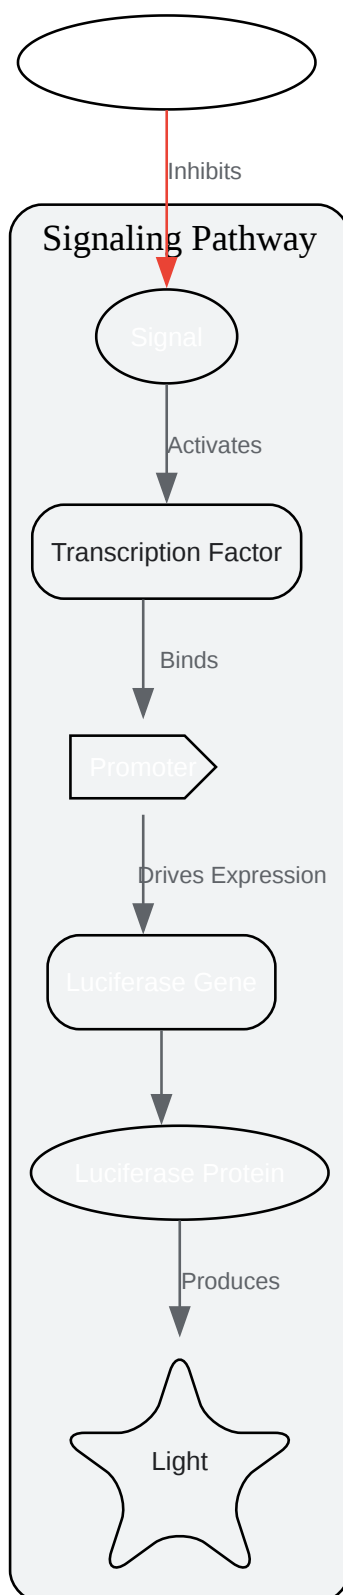 Inhibits
Signaling Pathway
Signal
Activates
Transcription Factor
Binds
Promoter
Drives Expression
Luciferase Gene
Luciferase Protein
Produces
Light